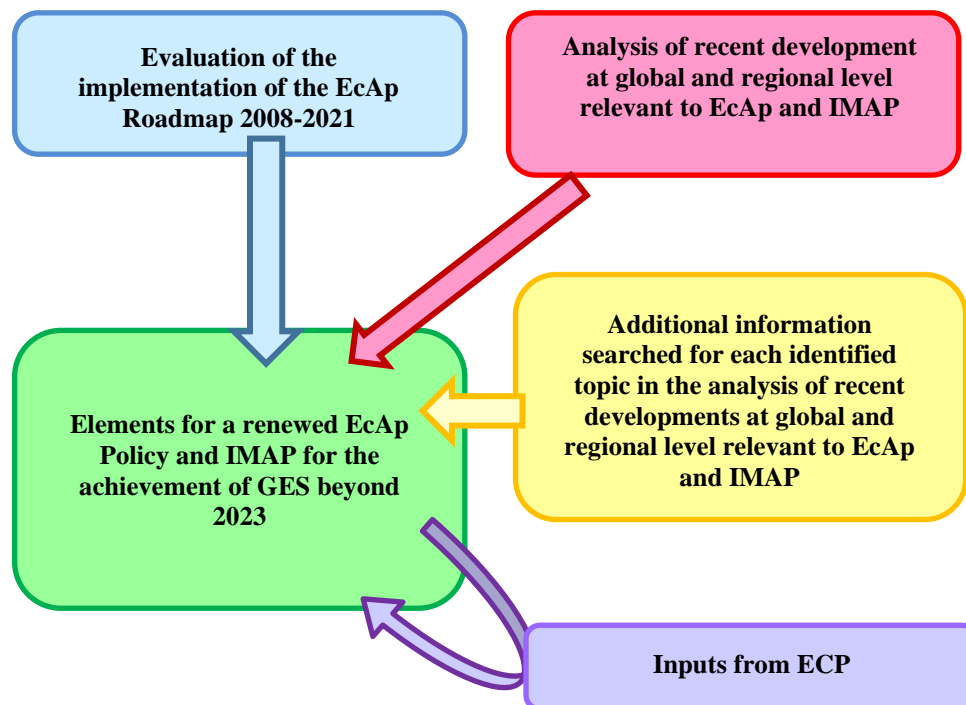 Evaluation of the
implementation of the EcAp
Roadmap 2008-2021
Analysis of recent development
at global and regional level
relevant to EcAp and IMAP
Additional information
searched for each identified
topic in the analysis of recent
developments at global and
regional level relevant to EcAp
and IMAP
Elements for a renewed EcAp
Policy and IMAP for the
achievement of GES beyond
2023
Inputs from ECP